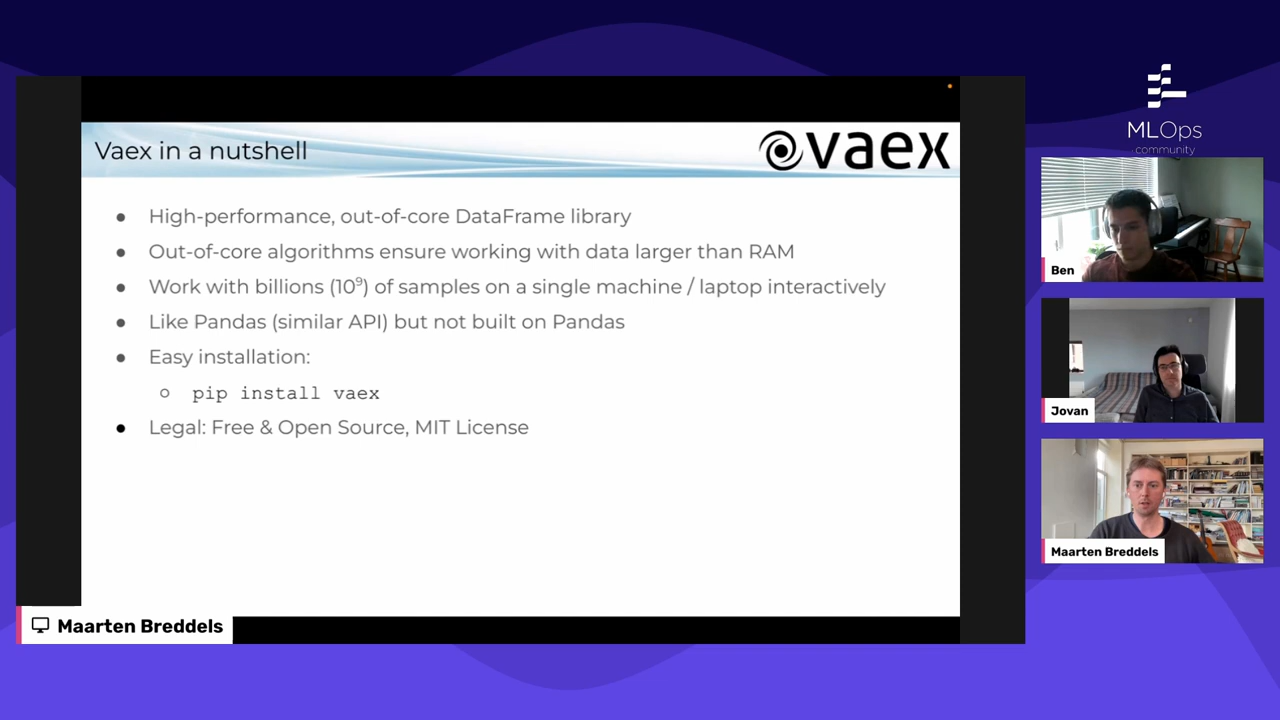 Vaex in a nutshell
vaex
● High-performance, out-of-core DataFrame library
● Out-of-core algorithms ensure working with data larger than RAM
● Work with billions (10⁹) of samples on a single machine / laptop interactively
● Like Pandas (similar API) but not built on Pandas
● Easy installation:
○ pip install vaex
● Legal: Free & Open Source, MIT License
Maarten Breddels
MLOps
community
Ben
Jovan
Maarten Breddels